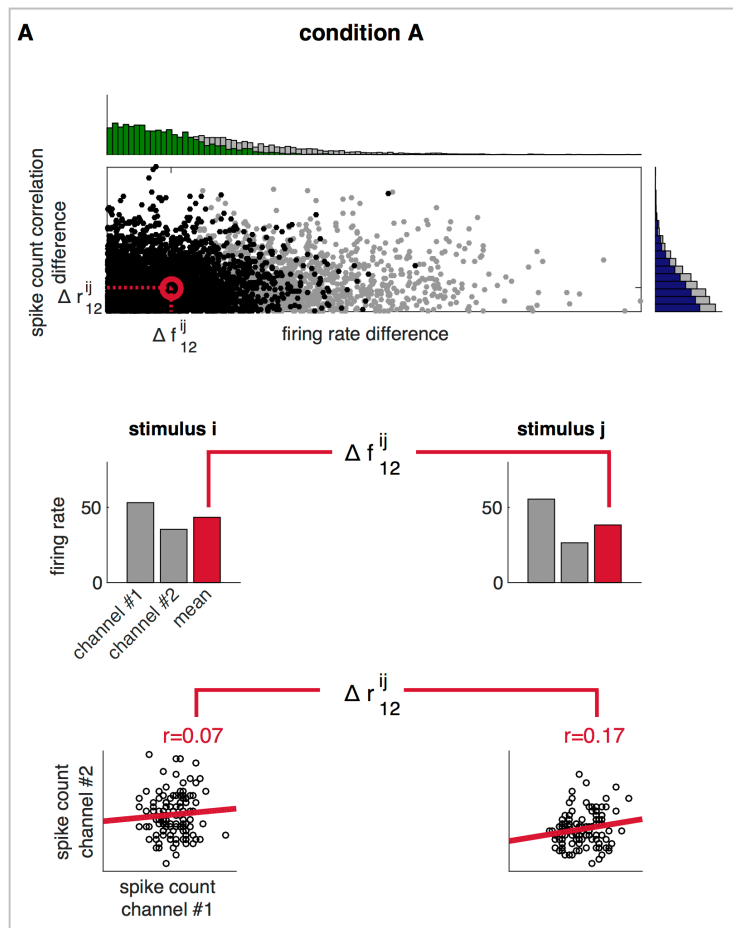 A
condition A
spike count correlation
difference
Δ r ij 12
Δ f ij 12
firing rate difference
stimulus i
stimulus j
Δ f ij 12
firing rate
50
0
channel #1
channel #2
mean
50
0
Δ r ij 12
r=0.07
r=0.17
spike count
channel #2
spike count
channel #1